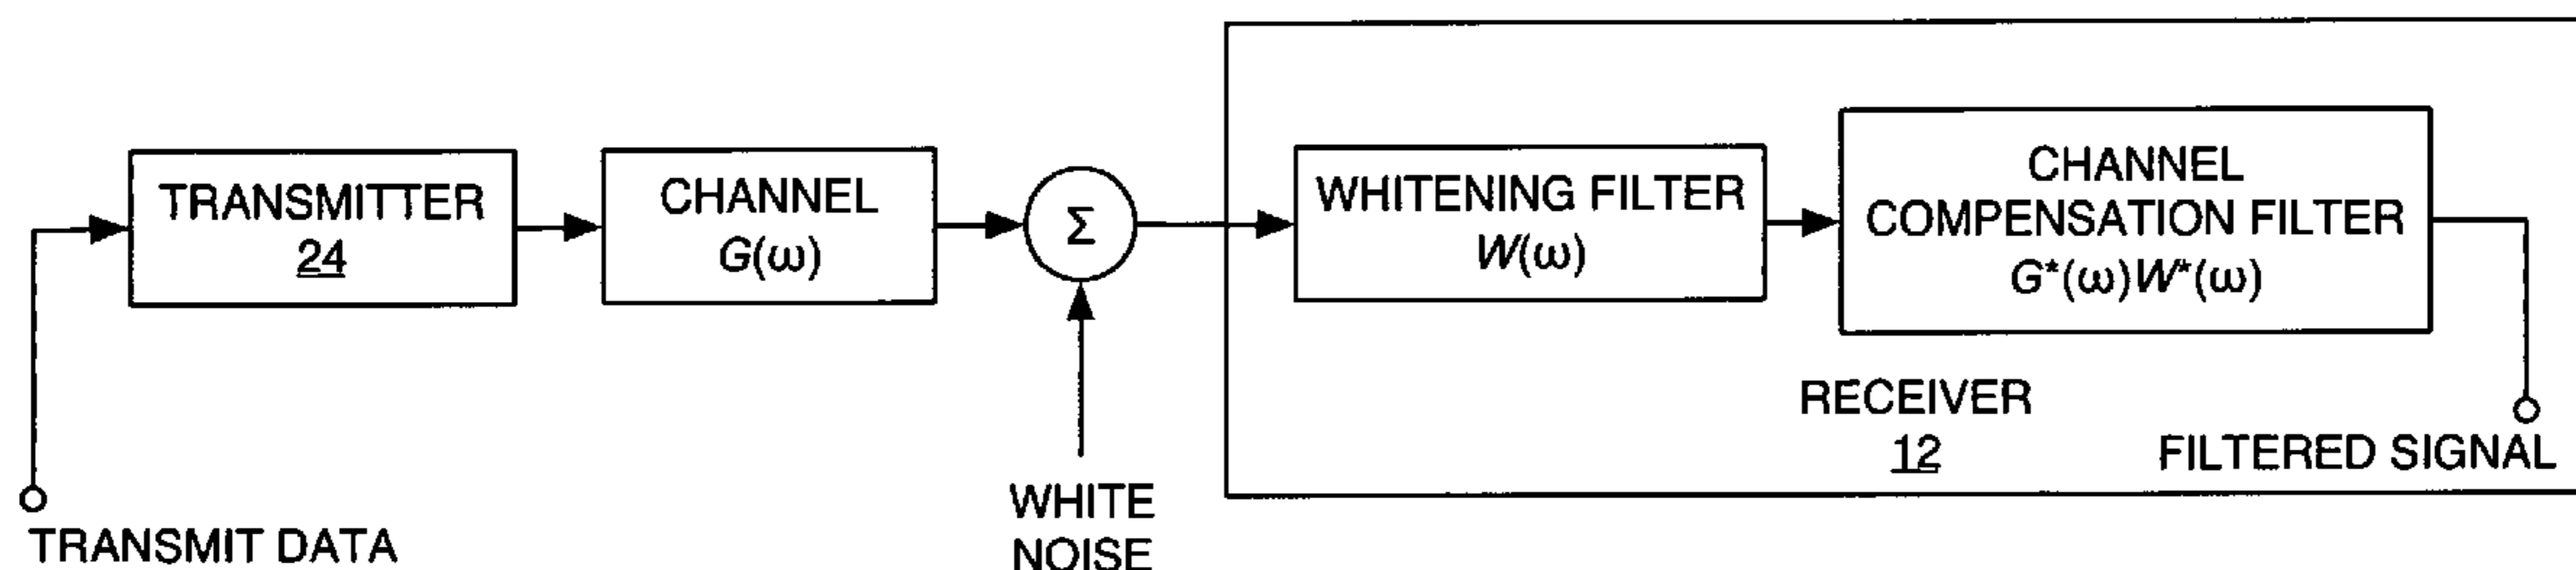 TRANSMITTER
24
CHANNEL
G(ω)
Σ
WHITENING FILTER
W(ω)
CHANNEL
COMPENSATION FILTER
G*(ω)W*(ω)
RECEIVER
12
FILTERED SIGNAL
WHITE
NOISE
TRANSMIT DATA